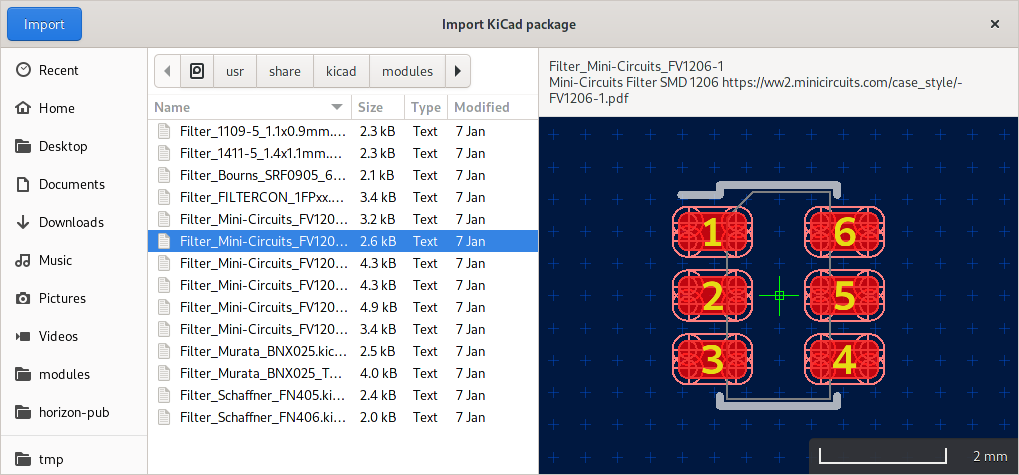 Import
Import KiCad package
Recent
Home
Desktop
Documents
Downloads
Music
Pictures
Videos
modules
horizon-pub
tmp
usr share kicad modules
Name Size Type Modified
Filter_1109-5_1.1x0.9mm.... 2.3 kB Text 7 Jan
Filter_1411-5_1.4x1.1mm.... 2.3 kB Text 7 Jan
Filter_Bourns_SRF0905_6... 2.1 kB Text 7 Jan
Filter_FILTERCON_1FPxx.... 3.4 kB Text 7 Jan
Filter_Mini-Circuits_FV120... 3.2 kB Text 7 Jan
Filter_Mini-Circuits_FV120... 2.6 kB Text 7 Jan
Filter_Mini-Circuits_FV120... 4.3 kB Text 7 Jan
Filter_Mini-Circuits_FV120... 4.3 kB Text 7 Jan
Filter_Mini-Circuits_FV120... 4.9 kB Text 7 Jan
Filter_Mini-Circuits_FV120... 3.4 kB Text 7 Jan
Filter_Murata_BNX025.kic... 2.5 kB Text 7 Jan
Filter_Murata_BNX025_T... 4.0 kB Text 7 Jan
Filter_Schaffner_FN405.ki... 2.4 kB Text 7 Jan
Filter_Schaffner_FN406.ki... 2.0 kB Text 7 Jan
Filter_Mini-Circuits_FV1206-1
Mini-Circuits Filter SMD 1206 https://ww2.minicircuits.com/case_style/-
FV1206-1.pdf
1 6
2 5
3 4
2 mm